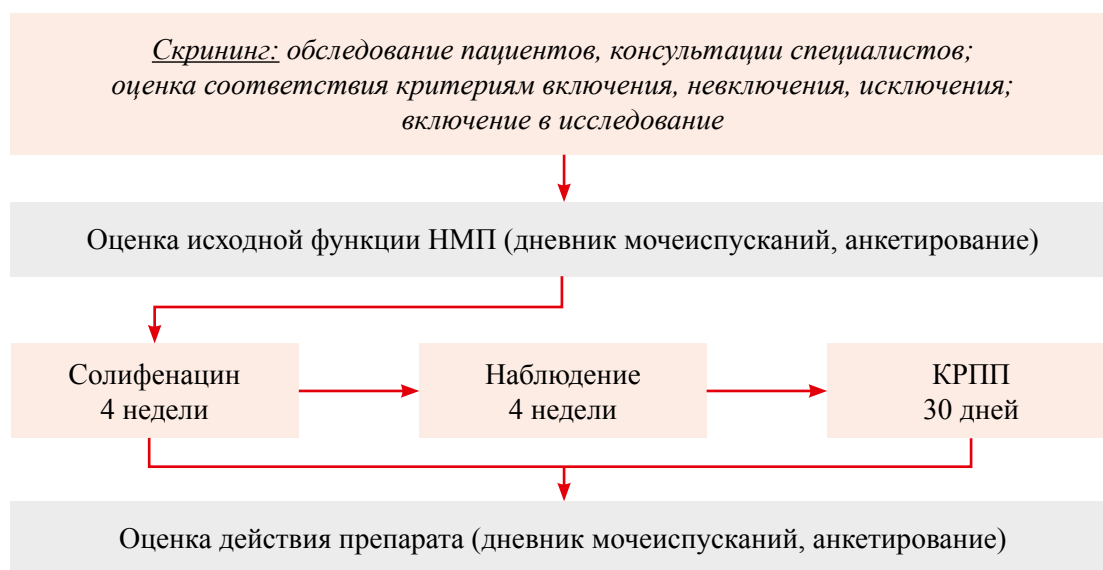 Скрининг: обследование пациентов, консультации специалистов;
оценка соответствия критериям включения, невключения, исключения;
включение в исследование
Оценка исходной функции НМП (дневник мочеиспусканий, анкетирование)
Солифенацин
4 недели
Наблюдение
4 недели
КРПП
30 дней
Оценка действия препарата (дневник мочеиспусканий, анкетирование)